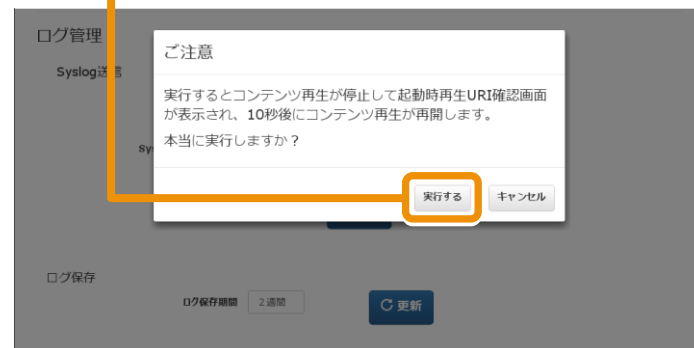 ログ管理
ご注意
Syslog送信
実行するとコンテンツ再生が停止して起動時再生URI確認画面
が表示され、10秒後にコンテンツ再生が再開します。
本当に実行しますか？
Sy
実行する
キャンセル
ログ保存
ログ保存期間 2週間
更新